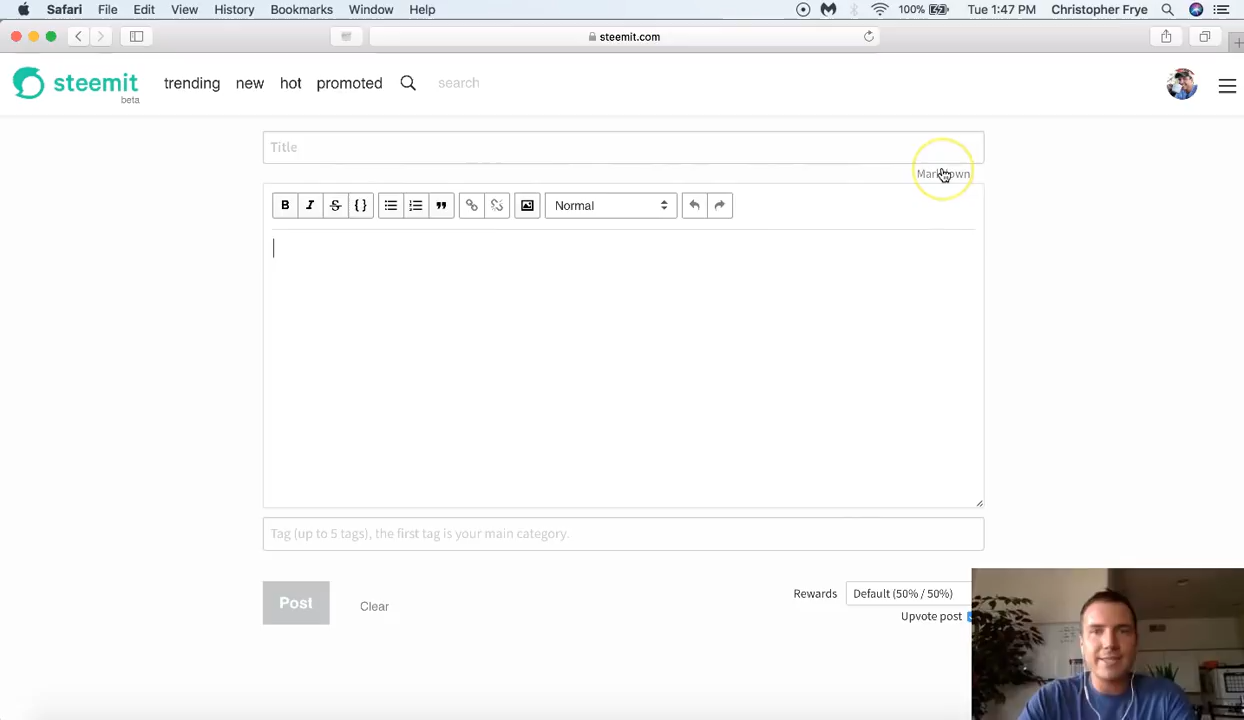 Safari File Edit View History Bookmarks Window Help 100% Tue 1:47 PM Christopher Frye
steemit.com
steemit beta trending new hot promoted search
Title
Markdown
B I S { } Normal
Tag (up to 5 tags), the first tag is your main category.
Post Clear Rewards Default (50% / 50%)
Upvote post